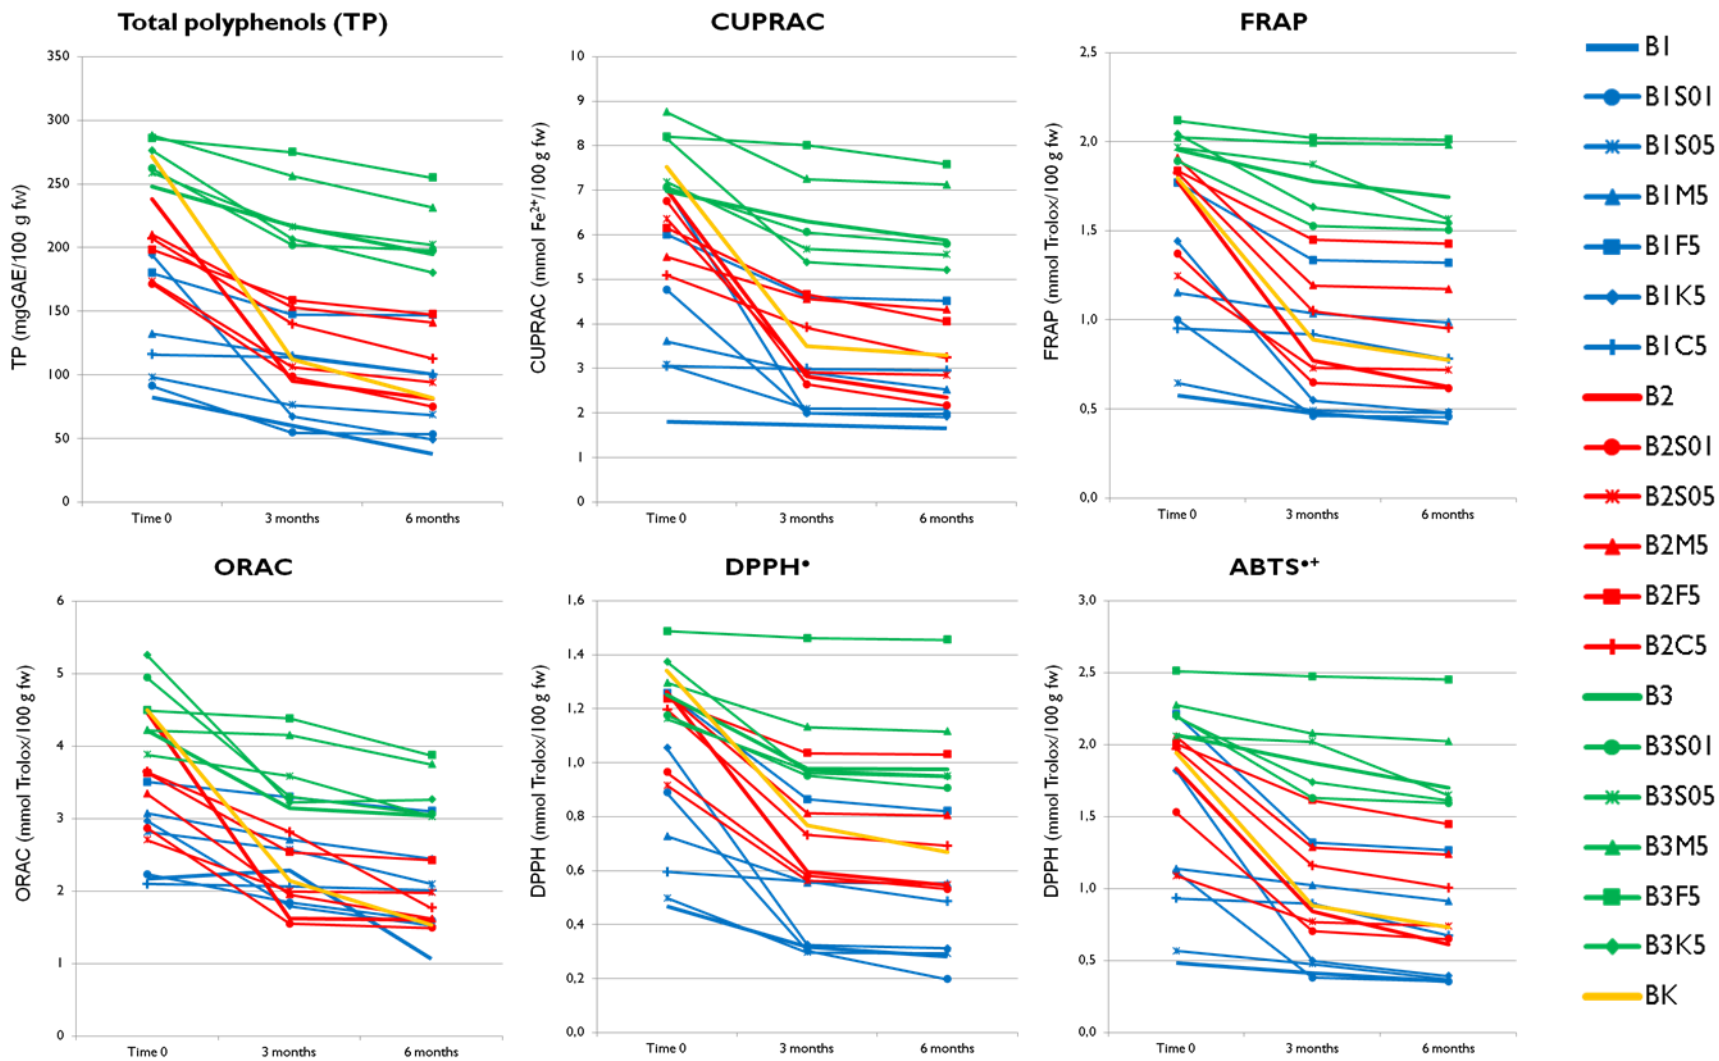 Total polyphenols (TP)
TP (mgGAE/100 g fw)
350
300
250
200
150
100
50
0
Time 0 3 months 6 months
CUPRAC
CUPRAC (mmol Fe²⁺/100 g fw)
10
9
8
7
6
5
4
3
2
1
0
Time 0 3 months 6 months
FRAP
FRAP (mmol Trolox/100 g fw)
2,5
2,0
1,5
1,0
0,5
0,0
Time 0 3 months 6 months
ORAC
ORAC (mmol Trolox/100 g fw)
6
5
4
3
2
1
0
Time 0 3 months 6 months
DPPH•
DPPH (mmol Trolox/100 g fw)
1,6
1,4
1,2
1,0
0,8
0,6
0,4
0,2
0,0
Time 0 3 months 6 months
ABTS•+
DPPH (mmol Trolox/100 g fw)
3,0
2,5
2,0
1,5
1,0
0,5
0,0
Time 0 3 months 6 months
B1
B1S01
B1S05
B1M5
B1F5
B1K5
B1C5
B2
B2S01
B2S05
B2M5
B2F5
B2C5
B3
B3S01
B3S05
B3M5
B3F5
B3K5
BK